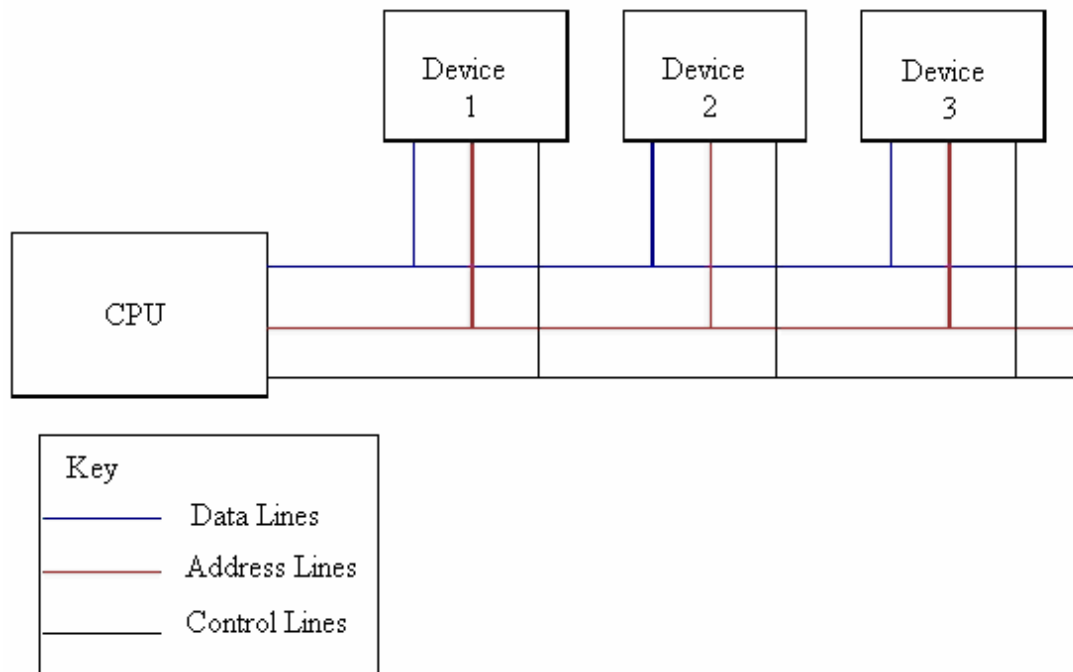 Device
1
Device
2
Device
3
CPU
Key
Data Lines
Address Lines
Control Lines